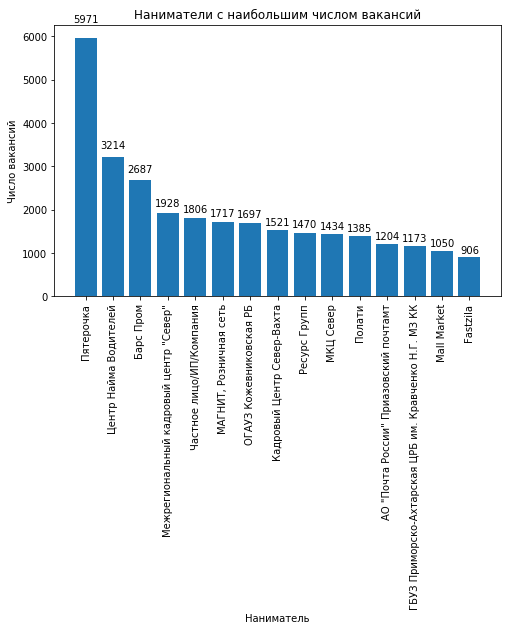 Наниматели с наибольшим числом вакансий
Число вакансий
6000
5000
4000
3000
2000
1000
0
5971
3214
2687
1928
1806
1717
1697
1521
1470
1434
1385
1204
1173
1050
906
Пятерочка
Центр Найма Водителей
Барс Пром
Межрегиональный кадровый центр "Север"
Частное лицо/ИП/Компания
МАГНИТ, Розничная сеть
ОГАУЗ Кожевниковская РБ
Кадровый Центр Север-Вахта
Ресурс Групп
МКЦ Север
Полати
АО "Почта России" Приазовский почтамт
ГБУЗ Приморско-Ахтарская ЦРБ им. Кравченко Н.Г. МЗ КК
Mall Market
Fastzila
Наниматель